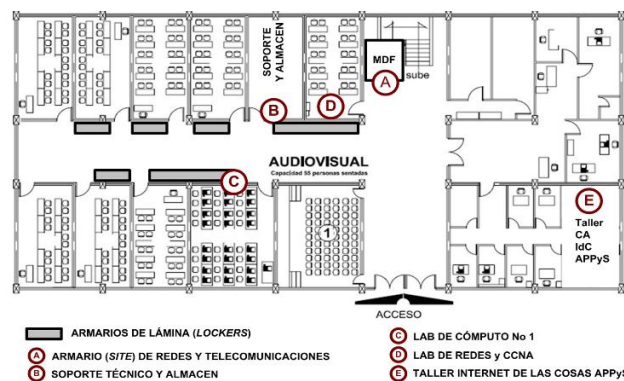 SOPORTE
Y ALMACEN
MDF
A
sube
B
D
AUDIOVISUAL
Capacidad 55 personas sentadas
C
1
E
Taller
CA
IdC
APPyS
ACCESO
ARMARIOS DE LÁMINA (LOCKERS)
A ARMARIO (SITE) DE REDES Y TELECOMUNICACIONES
B SOPORTE TÉCNICO Y ALMACEN
C LAB DE CÓMPUTO No 1
D LAB DE REDES y CCNA
E TALLER INTERNET DE LAS COSAS APPyS